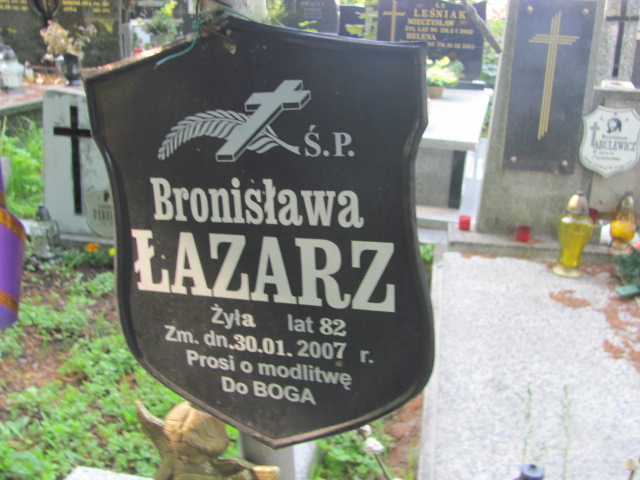 Ś.P.
Bronisława
ŁAZARZ
Żyła lat 82
Zm. dn.30.01. 2007 r.
Prosi o modlitwę
Do BOGA
LEŚNIAK
MIECZYSŁAW
HELENA